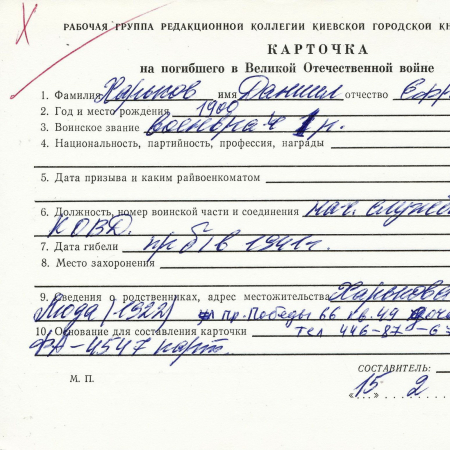 РАБОЧАЯ ГРУППА РЕДАКЦИОННОЙ КОЛЛЕГИИ КИЕВСКОЙ ГОРОДСКОЙ КН
КАРТОЧКА
на погибшего в Великой Отечественной войне
1. Фамилия Харьков имя Даниил отчество Ефр
2. Год и место рождения 1900
3. Воинское звание военврач 1 р.
4. Национальность, партийность, профессия, награды
5. Дата призыва и каким райвоенкоматом
6. Должность, номер воинской части и соединения нач. служб
КОВО.
7. Дата гибели пр б/в 1941 г.
8. Место захоронения
9. Сведения о родственниках, адрес местожительства Харькова
Люда (1922) пр. Победы 66 кв. 49 доч
10. Основание для составления карточки тел 446-87-6
4547 карт.
М. П.
СОСТАВИТЕЛЬ:
«15» 2